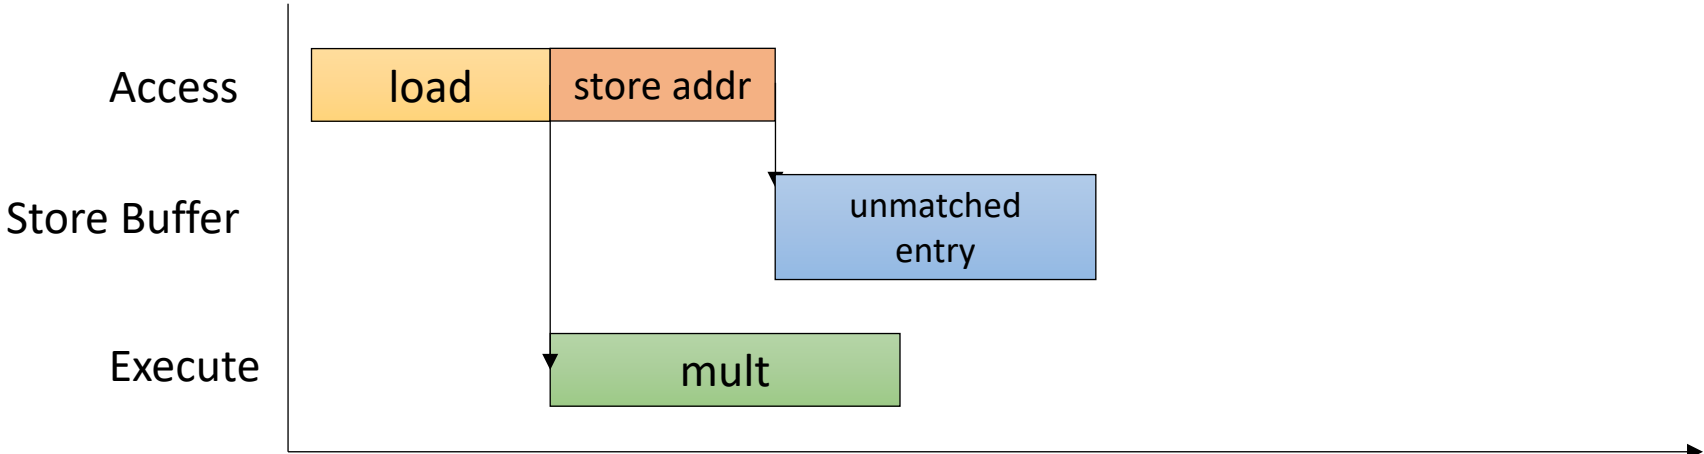 Access
load
store addr
Store Buffer
unmatched
entry
Execute
mult